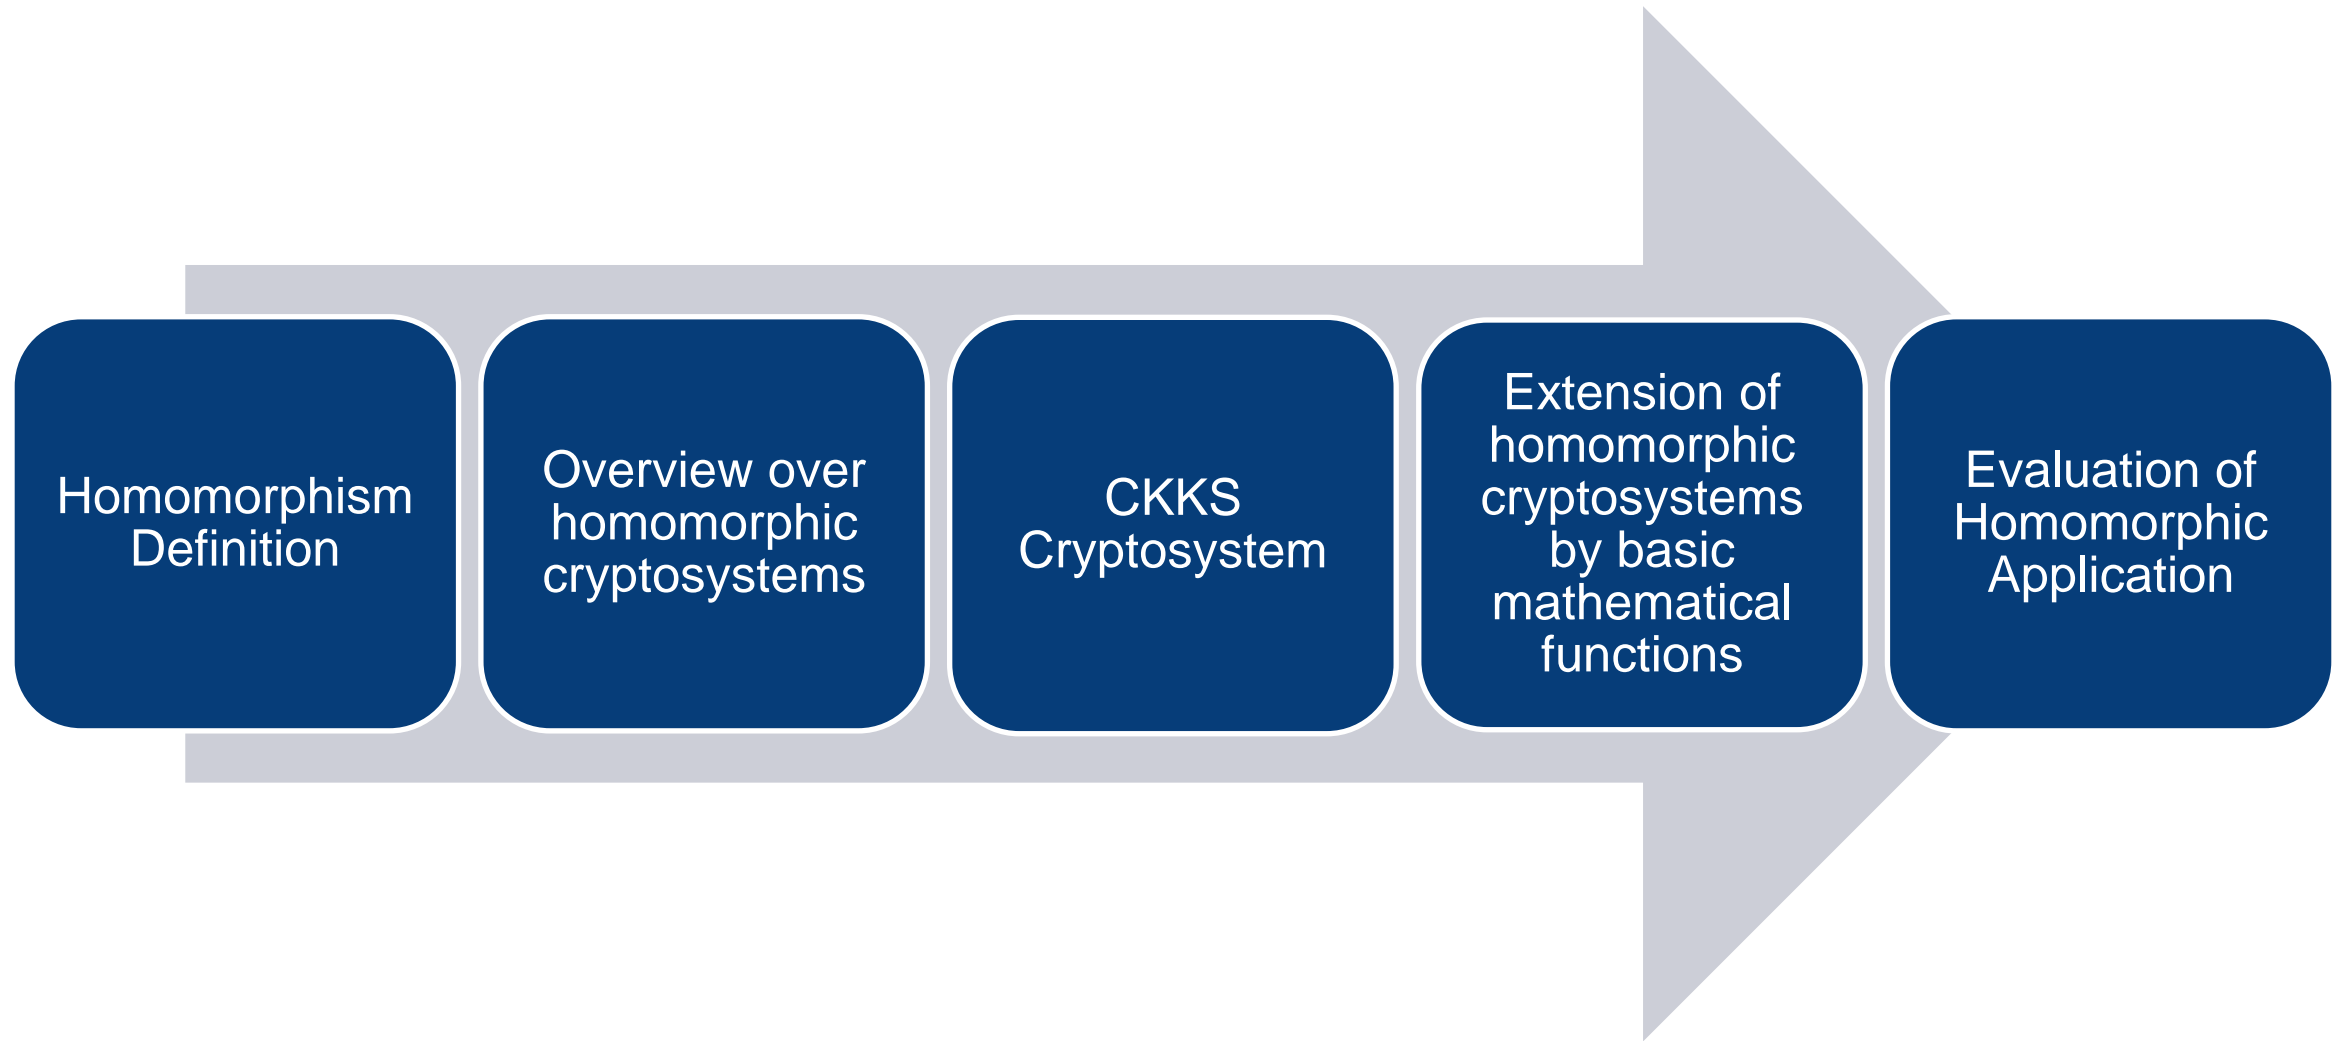 Homomorphism
Definition
Overview over
homomorphic
cryptosystems
CKKS
Cryptosystem
Extension of
homomorphic
cryptosystems
by basic
mathematical
functions
Evaluation of
Homomorphic
Application